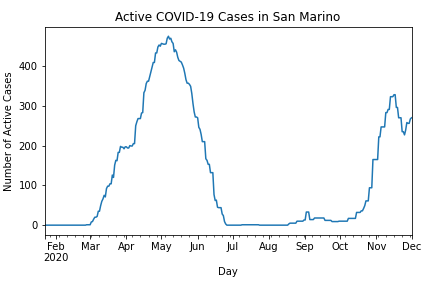 Active COVID-19 Cases in San Marino
Number of Active Cases
400
300
200
100
0
Feb Mar Apr May Jun Jul Aug Sep Oct Nov Dec
2020
Day